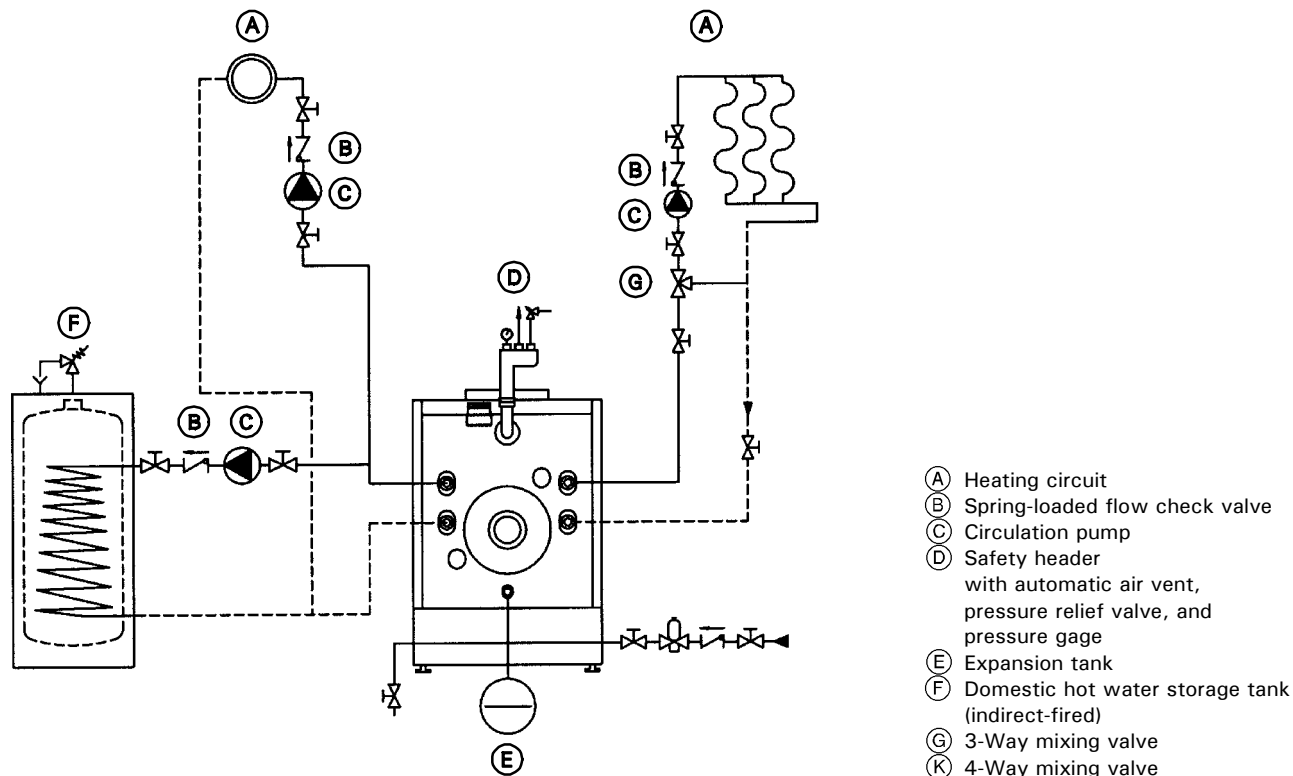 A
A
B
C
B
C
D
G
F
B
C
E
A Heating circuit
B Spring-loaded flow check valve
C Circulation pump
D Safety header
with automatic air vent,
pressure relief valve, and
pressure gage
E Expansion tank
F Domestic hot water storage tank
(indirect-fired)
G 3-Way mixing valve
K 4-Way mixing valve